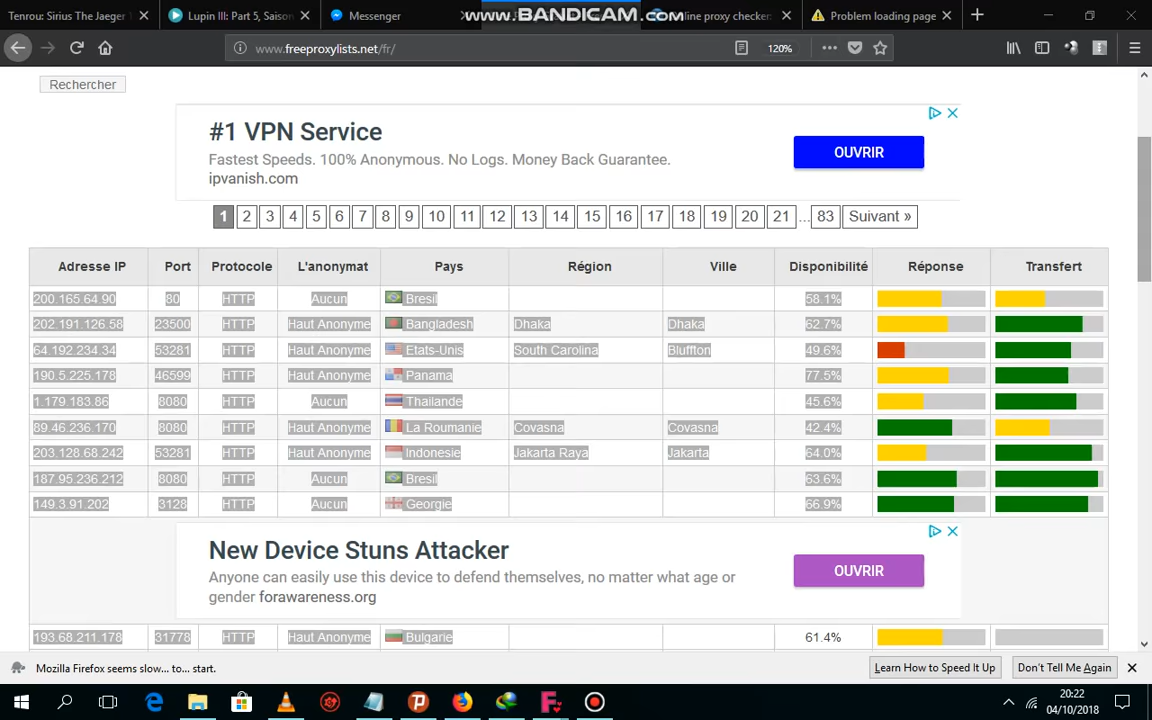 Tenrou: Sirius The Jaeger
Lupin III: Part 5, Saison
Messenger
www.BANDICAM.com
nline proxy checker:
Problem loading page
www.freeproxylists.net/fr/
120%
Rechercher
#1 VPN Service
Fastest Speeds. 100% Anonymous. No Logs. Money Back Guarantee.
ipvanish.com
OUVRIR
1 2 3 4 5 6 7 8 9 10 11 12 13 14 15 16 17 18 19 20 21 ... 83 Suivant »
Adresse IP Port Protocole L'anonymat Pays Région Ville Disponibilité Réponse Transfert
200.165.64.90 80 HTTP Aucun Bresil 58.1%
202.191.126.58 23500 HTTP Haut Anonyme Bangladesh Dhaka Dhaka 62.7%
64.192.234.34 53281 HTTP Haut Anonyme Etats-Unis South Carolina Bluffton 49.6%
190.5.225.178 46599 HTTP Haut Anonyme Panama 77.5%
1.179.183.86 8080 HTTP Aucun Thailande 45.6%
89.46.236.170 8080 HTTP Haut Anonyme La Roumanie Covasna Covasna 42.4%
203.128.68.242 53281 HTTP Haut Anonyme Indonesie Jakarta Raya Jakarta 64.0%
187.95.236.212 8080 HTTP Aucun Bresil 63.6%
149.3.91.202 3128 HTTP Aucun Georgie 66.9%
New Device Stuns Attacker
Anyone can easily use this device to defend themselves, no matter what age or
gender forawareness.org
OUVRIR
193.68.211.178 31778 HTTP Haut Anonyme Bulgarie 61.4%
Mozilla Firefox seems slow... to... start.
Learn How to Speed It Up
Don't Tell Me Again
20:22
04/10/2018